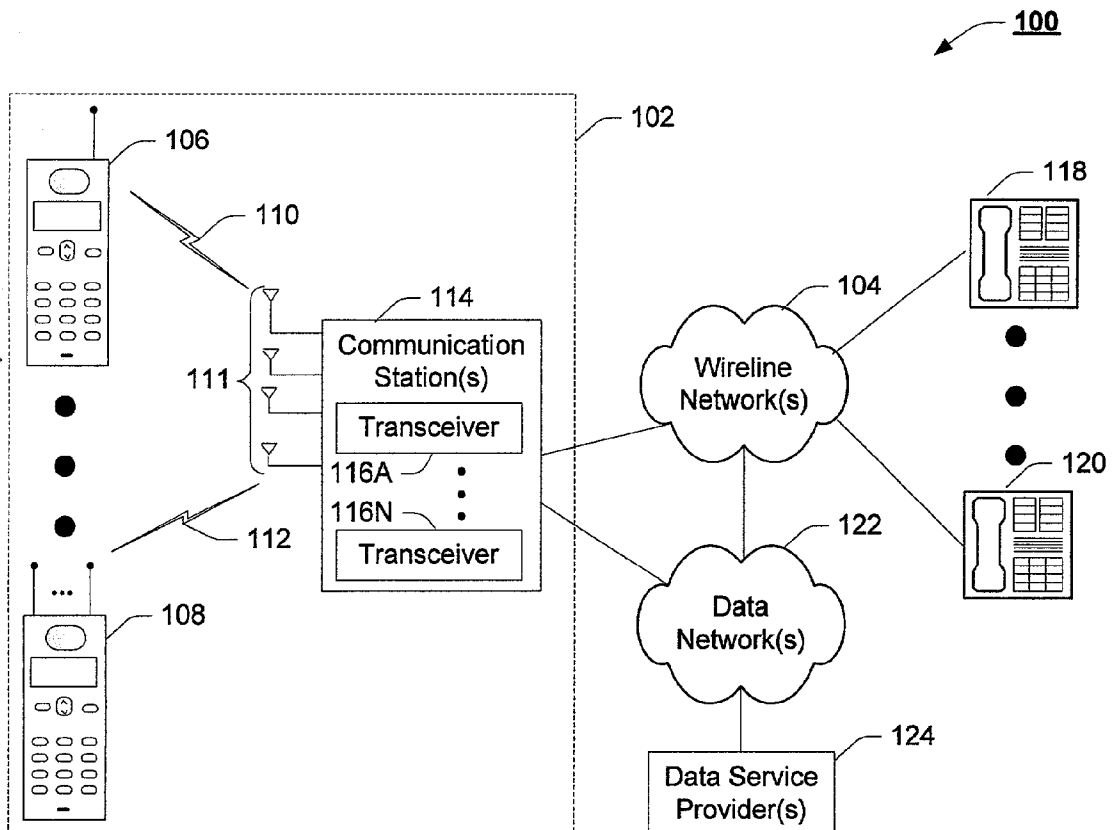 100
102
106
118
110
104
114
Communication
Station(s)
Wireline
Network(s)
111
Transceiver
116A
120
116N
122
112
Transceiver
...
108
Data
Network(s)
124
Data Service
Provider(s)